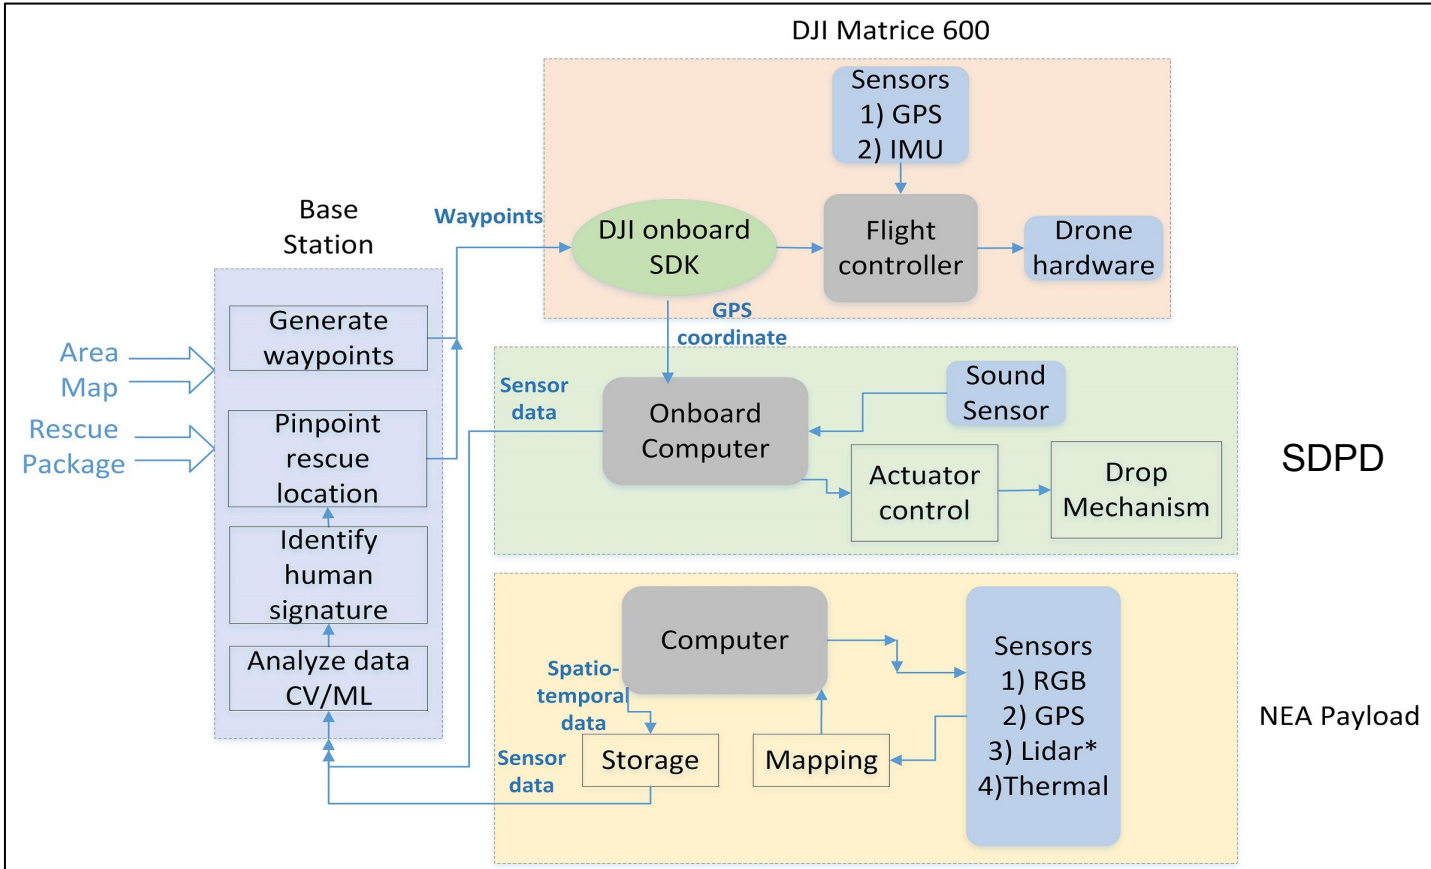 DJI Matrice 600
Sensors
1) GPS
2) IMU
Waypoints
DJI onboard
SDK
Flight
controller
Drone
hardware
GPS
coordinate
Base
Station
Generate
waypoints
Area
Map
Rescue
Package
Pinpoint
rescue
location
Identify
human
signature
Analyze data
CV/ML
Sensor
data
Onboard
Computer
Sound
Sensor
Actuator
control
Drop
Mechanism
SDPD
Computer
Spatio-
temporal
data
Storage
Mapping
Sensor
data
Sensors
1) RGB
2) GPS
3) Lidar*
4)Thermal
NEA Payload